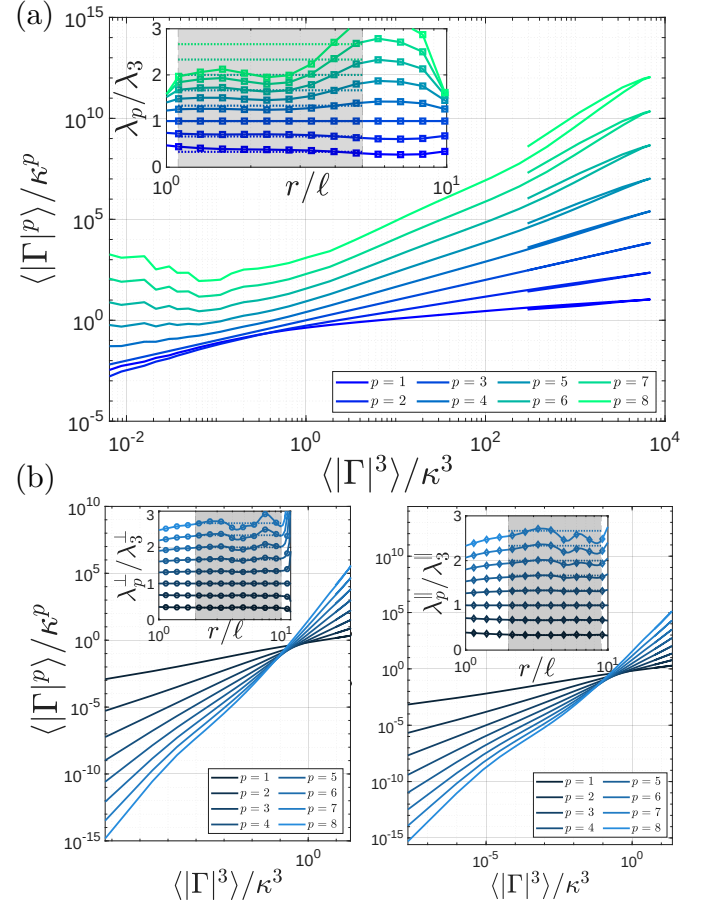 (a)
10^15
10^10
10^5
10^0
10^-5
⟨|Γ|^p⟩/κ^p
3
2
1
0
λ_p/λ_3
10^0
10^1
r/ℓ
p = 1 p = 3 p = 5 p = 7
p = 2 p = 4 p = 6 p = 8
10^-2 10^0 10^2 10^4
⟨|Γ|^3⟩/κ^3
(b)
10^10
10^5
10^0
10^-5
10^-10
10^-15
⟨|Γ|^p⟩/κ^p
3
2
1
0
λ_p^⊥/λ_3^⊥
10^0
10^1
r/ℓ
p = 1 p = 5
p = 2 p = 6
p = 3 p = 7
p = 4 p = 8
10^0
⟨|Γ|^3⟩/κ^3
10^10
10^5
10^0
10^-5
10^-10
10^-15
3
2
1
0
λ_p^∥/λ_3^∥
10^0
10^1
r/ℓ
p = 1 p = 5
p = 2 p = 6
p = 3 p = 7
p = 4 p = 8
10^-5 10^0
⟨|Γ|^3⟩/κ^3